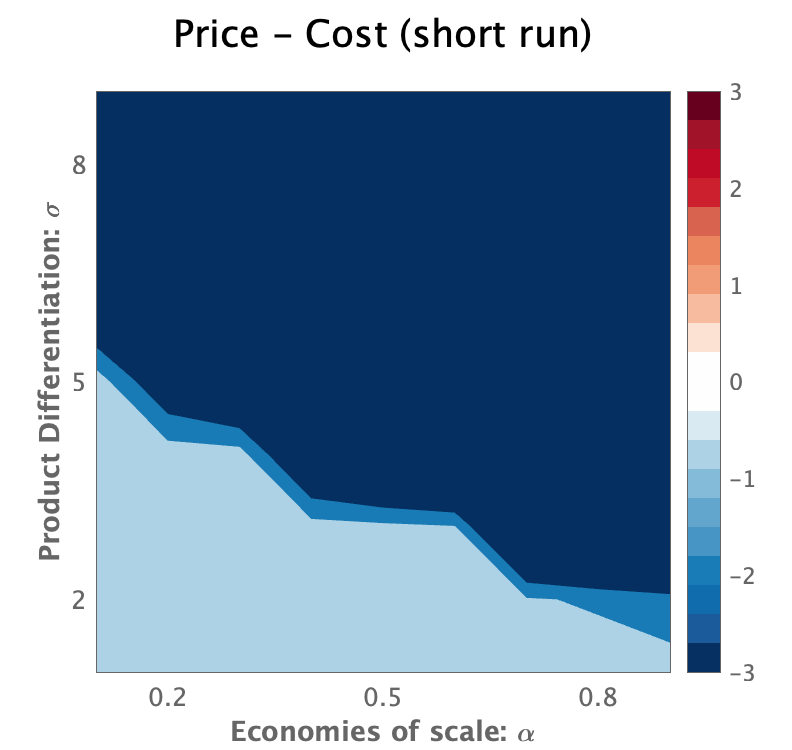 Price – Cost (short run)
3
8
2
1
5
0
−1
−2
2
−3
0.2 0.5 0.8
Product Differentiation: σ
Economies of scale: α